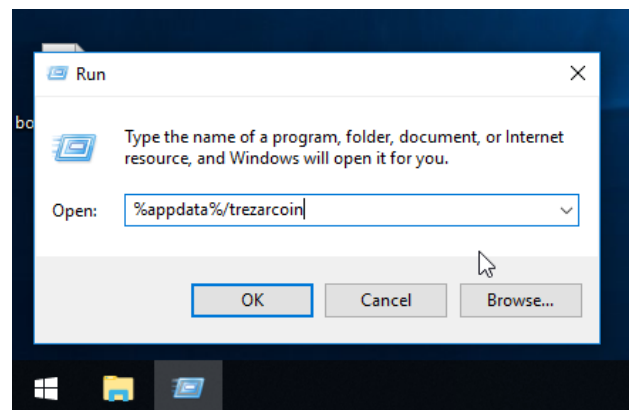 Run
bo
Type the name of a program, folder, document, or Internet
resource, and Windows will open it for you.
Open: %appdata%/trezarcoin
OK Cancel Browse...